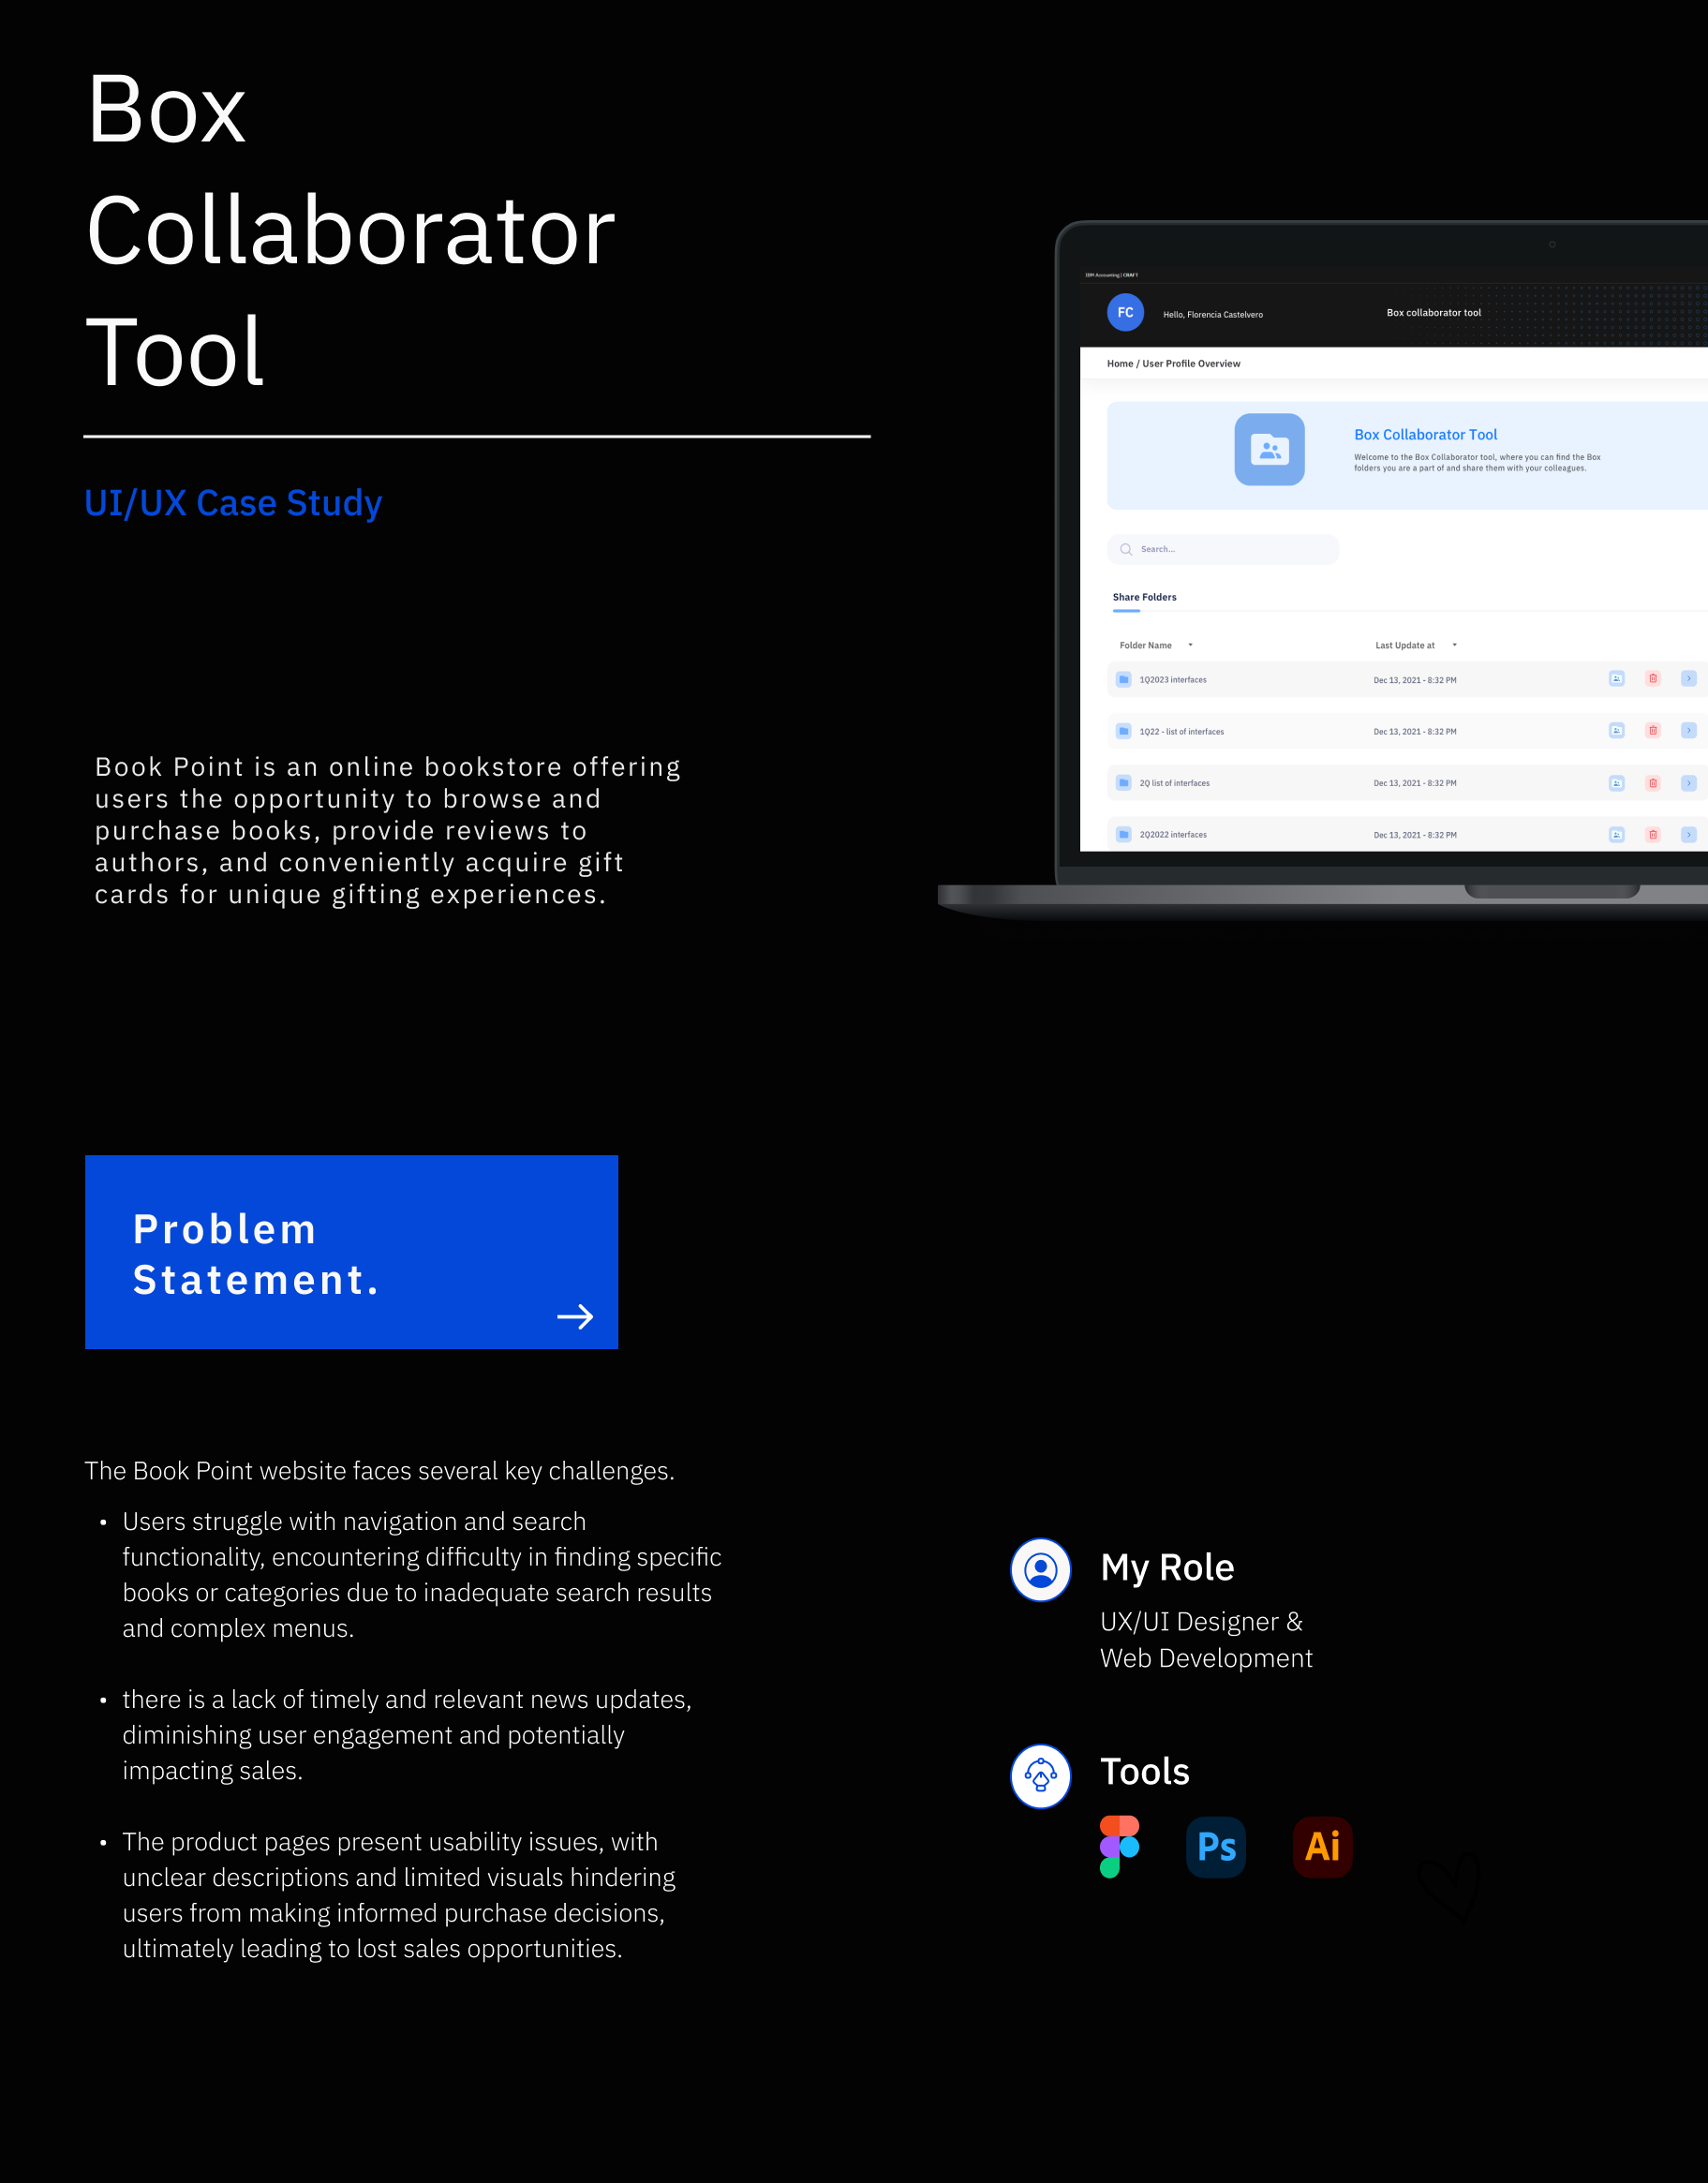 Box
Collaborator
Tool
UI/UX Case Study
IBM Accounting | CRAFT
FC
Hello, Florencia Castelvero
Box collaborator tool
Home / User Profile Overview
Box Collaborator Tool
Welcome to the Box Collaborator tool, where you can find the Box
folders you are a part of and share them with your colleagues.
Search...
Share Folders
Folder Name
Last Update at
1Q2023 interfaces
Dec 13, 2021 - 8:32 PM
1Q22 - list of interfaces
Dec 13, 2021 - 8:32 PM
2Q list of interfaces
Dec 13, 2021 - 8:32 PM
2Q2022 interfaces
Dec 13, 2021 - 8:32 PM
Book Point is an online bookstore offering
users the opportunity to browse and
purchase books, provide reviews to
authors, and conveniently acquire gift
cards for unique gifting experiences.
Problem
Statement.
The Book Point website faces several key challenges.
• Users struggle with navigation and search
functionality, encountering difficulty in finding specific
books or categories due to inadequate search results
and complex menus.
• there is a lack of timely and relevant news updates,
diminishing user engagement and potentially
impacting sales.
• The product pages present usability issues, with
unclear descriptions and limited visuals hindering
users from making informed purchase decisions,
ultimately leading to lost sales opportunities.
My Role
UX/UI Designer &
Web Development
Tools
Ps
Ai